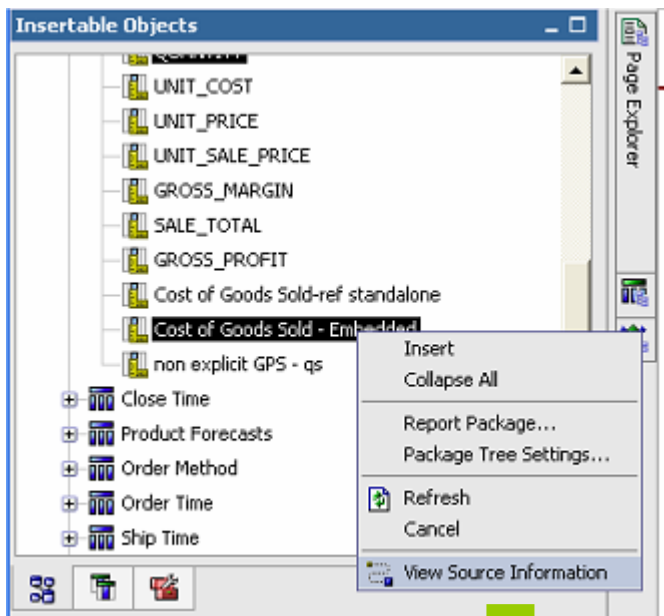 Insertable Objects
QUANTITY
UNIT_COST
UNIT_PRICE
UNIT_SALE_PRICE
GROSS_MARGIN
SALE_TOTAL
GROSS_PROFIT
Cost of Goods Sold-ref standalone
Cost of Goods Sold - Embedded
non explicit GPS - qs
Close Time
Product Forecasts
Order Method
Order Time
Ship Time
Insert
Collapse All
Report Package...
Package Tree Settings...
Refresh
Cancel
View Source Information
Page Explorer